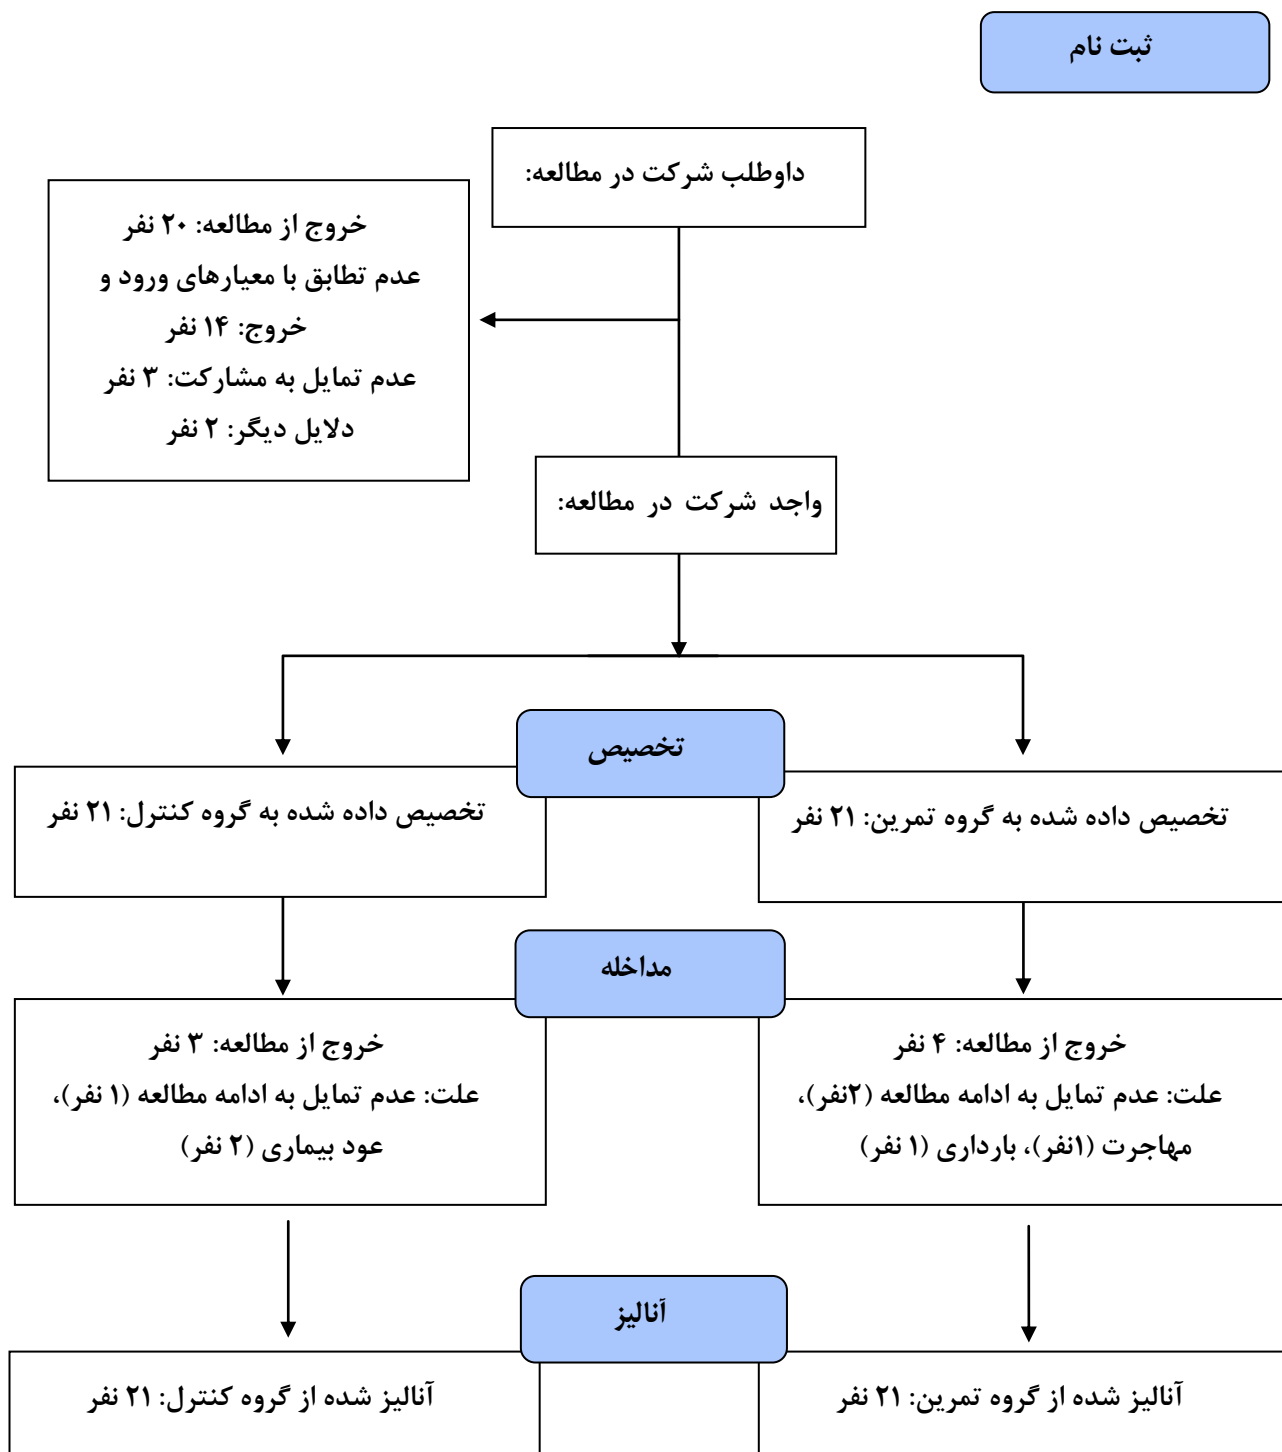 ثبت نام
داوطلب شرکت در مطالعه:
خروج از مطالعه: ۲۰ نفر
عدم تطابق با معیارهای ورود و
خروج: ۱۴ نفر
عدم تمایل به مشارکت: ۳ نفر
دلایل دیگر: ۲ نفر
واجد شرکت در مطالعه:
تخصیص
تخصیص داده شده به گروه تمرین: ۲۱ نفر
تخصیص داده شده به گروه کنترل: ۲۱ نفر
مداخله
خروج از مطالعه: ۴ نفر
علت: عدم تمایل به ادامه مطالعه (۲نفر)،
مهاجرت (۱نفر)، بارداری (۱ نفر)
خروج از مطالعه: ۳ نفر
علت: عدم تمایل به ادامه مطالعه (۱ نفر)،
عود بیماری (۲ نفر)
آنالیز
آنالیز شده از گروه تمرین: ۲۱ نفر
آنالیز شده از گروه کنترل: ۲۱ نفر